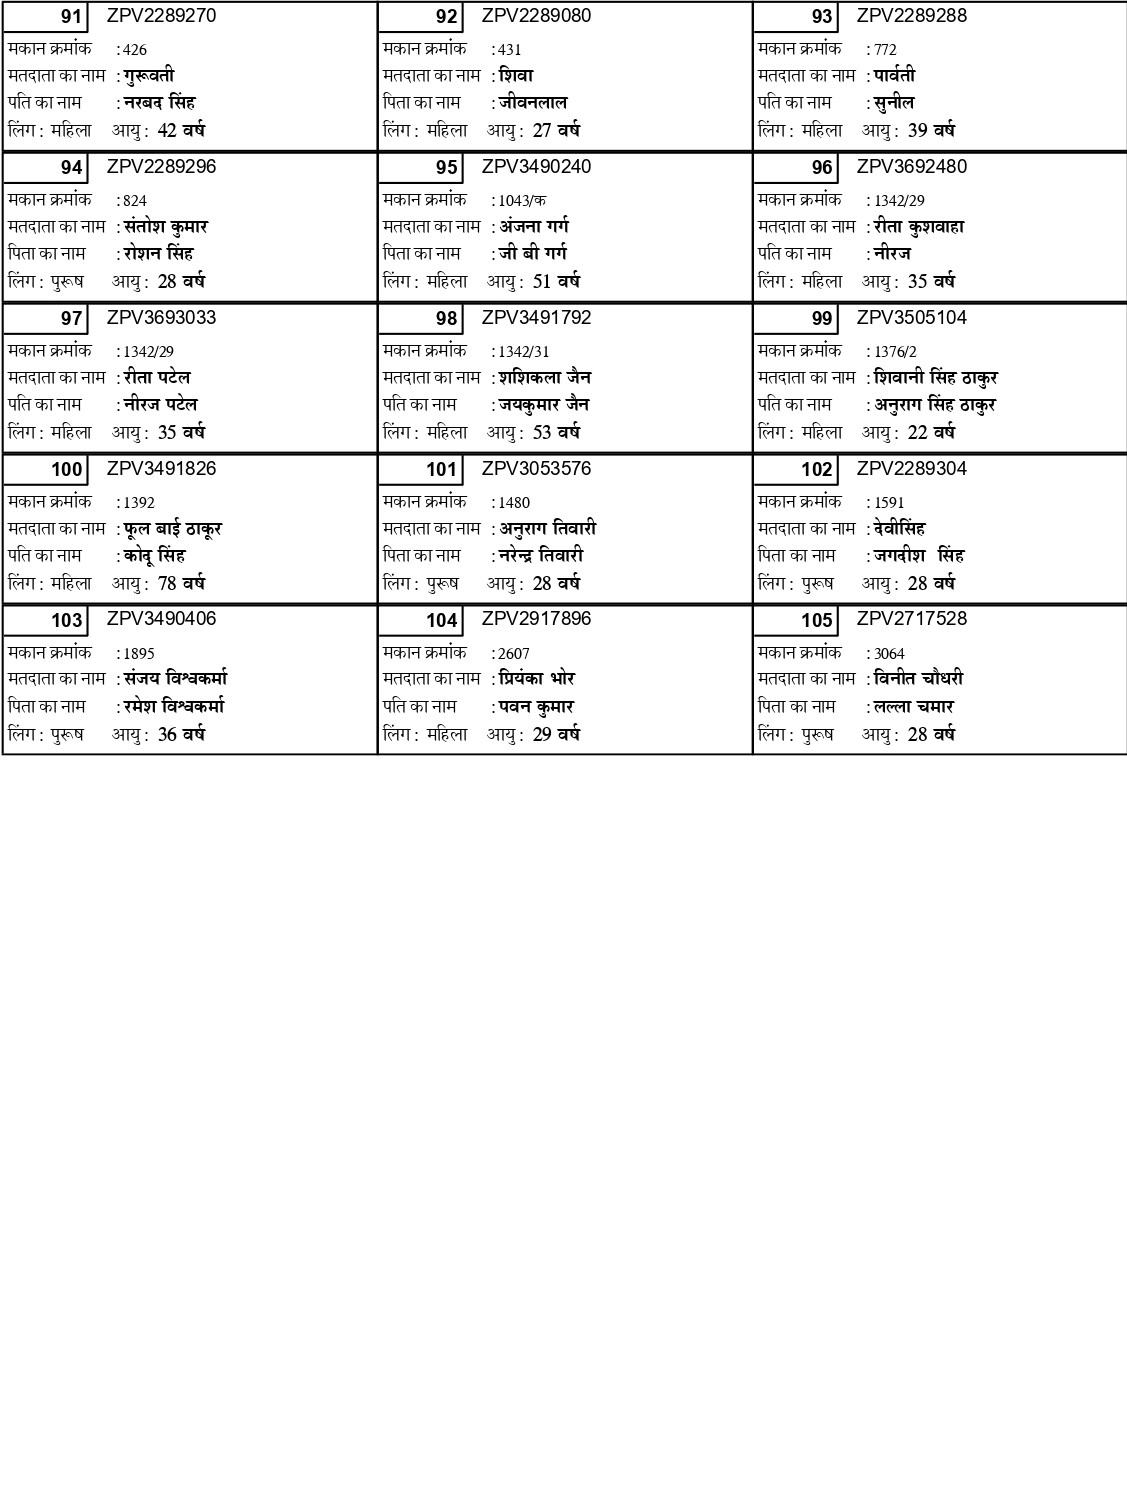 91 ZPV2289270
मकान क्रमांक : 426
मतदाता का नाम : गुरूवती
पति का नाम : नरबद सिंह
लिंग : महिला आयु : 42 वर्ष
92 ZPV2289080
मकान क्रमांक : 431
मतदाता का नाम : शिवा
पिता का नाम : जीवनलाल
लिंग : महिला आयु : 27 वर्ष
93 ZPV2289288
मकान क्रमांक : 772
मतदाता का नाम : पार्वती
पति का नाम : सुनील
लिंग : महिला आयु : 39 वर्ष
94 ZPV2289296
मकान क्रमांक : 824
मतदाता का नाम : संतोश कुमार
पिता का नाम : रोशन सिंह
लिंग : पुरूष आयु : 28 वर्ष
95 ZPV3490240
मकान क्रमांक : 1043/क
मतदाता का नाम : अंजना गर्ग
पिता का नाम : जी बी गर्ग
लिंग : महिला आयु : 51 वर्ष
96 ZPV3692480
मकान क्रमांक : 1342/29
मतदाता का नाम : रीता कुशवाहा
पति का नाम : नीरज
लिंग : महिला आयु : 35 वर्ष
97 ZPV3693033
मकान क्रमांक : 1342/29
मतदाता का नाम : रीता पटेल
पति का नाम : नीरज पटेल
लिंग : महिला आयु : 35 वर्ष
98 ZPV3491792
मकान क्रमांक : 1342/31
मतदाता का नाम : शशिकला जैन
पति का नाम : जयकुमार जैन
लिंग : महिला आयु : 53 वर्ष
99 ZPV3505104
मकान क्रमांक : 1376/2
मतदाता का नाम : शिवानी सिंह ठाकुर
पति का नाम : अनुराग सिंह ठाकुर
लिंग : महिला आयु : 22 वर्ष
100 ZPV3491826
मकान क्रमांक : 1392
मतदाता का नाम : फूल बाई ठाकूर
पति का नाम : कोदू सिंह
लिंग : महिला आयु : 78 वर्ष
101 ZPV3053576
मकान क्रमांक : 1480
मतदाता का नाम : अनुराग तिवारी
पिता का नाम : नरेन्द्र तिवारी
लिंग : पुरूष आयु : 28 वर्ष
102 ZPV2289304
मकान क्रमांक : 1591
मतदाता का नाम : देवीसिंह
पिता का नाम : जगदीश सिंह
लिंग : पुरूष आयु : 28 वर्ष
103 ZPV3490406
मकान क्रमांक : 1895
मतदाता का नाम : संजय विश्वकर्मा
पिता का नाम : रमेश विश्वकर्मा
लिंग : पुरूष आयु : 36 वर्ष
104 ZPV2917896
मकान क्रमांक : 2607
मतदाता का नाम : प्रियंका भोर
पति का नाम : पवन कुमार
लिंग : महिला आयु : 29 वर्ष
105 ZPV2717528
मकान क्रमांक : 3064
मतदाता का नाम : विनीत चौधरी
पिता का नाम : लल्ला चमार
लिंग : पुरूष आयु : 28 वर्ष